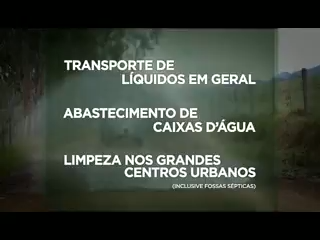 TRANSPORTE DE
LÍQUIDOS EM GERAL
ABASTECIMENTO DE
CAIXAS D'ÁGUA
LIMPEZA NOS GRANDES
CENTROS URBANOS
(INCLUSIVE FOSSAS SÉPTICAS)